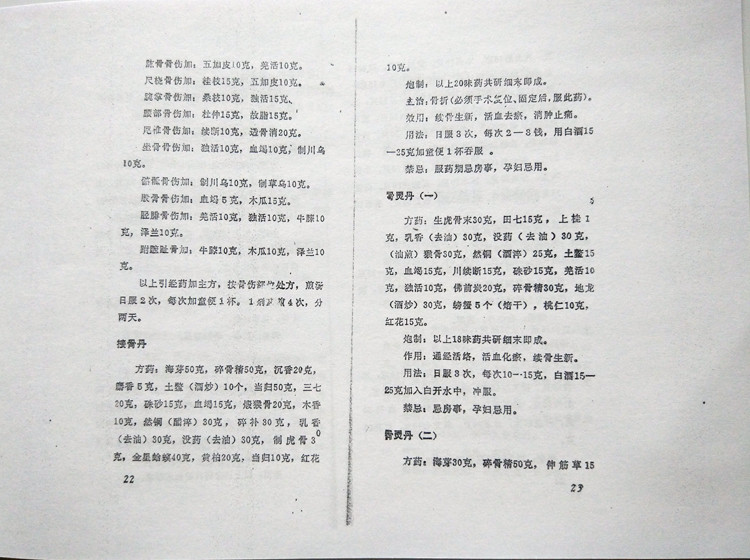 骨伤加：五加皮10克，羌活10克。
尺桡骨伤加：桂枝15克，五加皮10克。
腕掌骨伤加：桑枝10克，独活15克、
腰部骨伤加：杜仲15克，故脂15克。
尾椎骨伤加：续断10克，透骨消20克。
坐骨骨伤加：独活10克，血竭10克，制川乌
10克。
髌骶骨伤加：制川乌10克，制草乌10克。
股骨骨伤加：血竭5克，木瓜15克。
胫腓骨伤加：羌活10克，独活10克，牛膝10
克，泽兰10克。
跗蹠趾骨加：牛膝10克，木瓜10克，泽兰10
克。
以上引经药加主方，按骨伤处方，煎
日服2次，每次加童便1杯。1 4次，分
两天。
接骨丹
方药：海芽50克，碎骨精50克，沉香20克，
麝香5克，土鳖（酒炒）10个，当归50克，三七
20克，硃砂15克，血竭15克，煅猴骨20克，木香
10克，然铜（醋淬）30克，碎补30克，乳香
（去油）30克，没药（去油）30克，制虎骨30
克，金星蛤蚧40克，黄柏20克，当归10克，红花
22
10克。
炮制：以上20味药共研细末即成。
主治：骨折（必须手术复位、固定后，服此药）。
效用：续骨生新，活血去瘀，消肿止痛。
用法：日服3次，每次2—3钱，用白酒15
—25克加童便1杯吞服。
禁忌：服药期忌房事，孕妇忌用。
骨灵丹（一）
方药：生虎骨末30克，田七15克，上桂1
克，乳香（去油）30克，没药（去油）30克，
（油煎）猴骨30克，然铜（酒淬）25克，土鳖15
克，血竭15克，川续断15克，硃砂15克，羌活10
克，独活10克，佛前炭20克，碎骨精30克，地龙
（酒炒）30克，螃蟹5个（焙干），桃仁10克，
红花15克。
炮制：以上18味药共研细末即成。
作用：通经活络，活血化瘀，续骨生新。
用法：日服3次，每次10—15克，白酒15—
25克加入白开水中，冲服。
禁忌：忌房事，孕妇忌用。
骨灵丹（二）
方药：海芽30克，碎骨精50克，伸筋草15
23